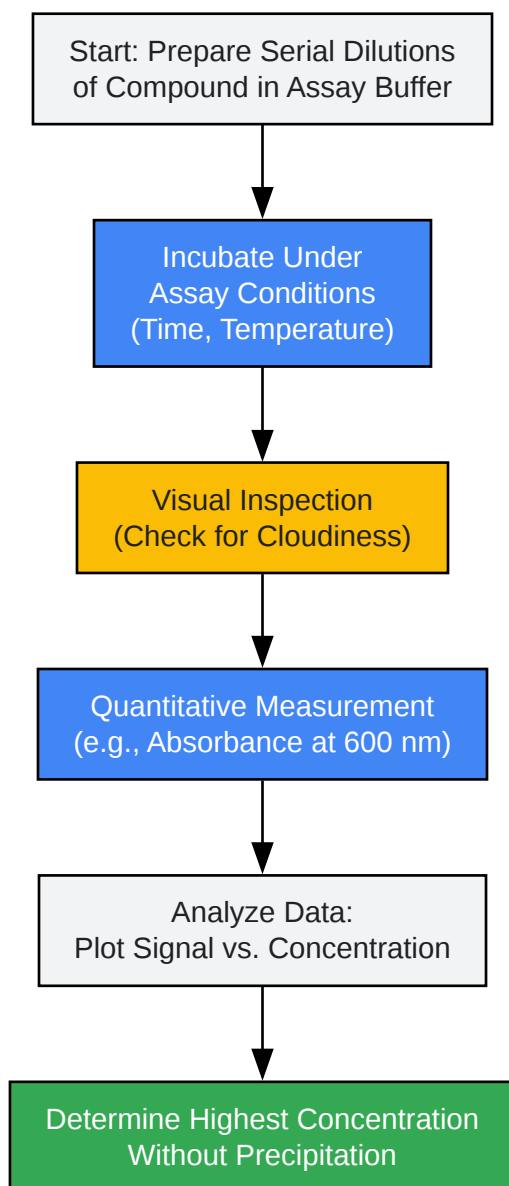 Start: Prepare Serial Dilutions
of Compound in Assay Buffer
Incubate Under
Assay Conditions
(Time, Temperature)
Visual Inspection
(Check for Cloudiness)
Quantitative Measurement
(e.g., Absorbance at 600 nm)
Analyze Data:
Plot Signal vs. Concentration
Determine Highest Concentration
Without Precipitation